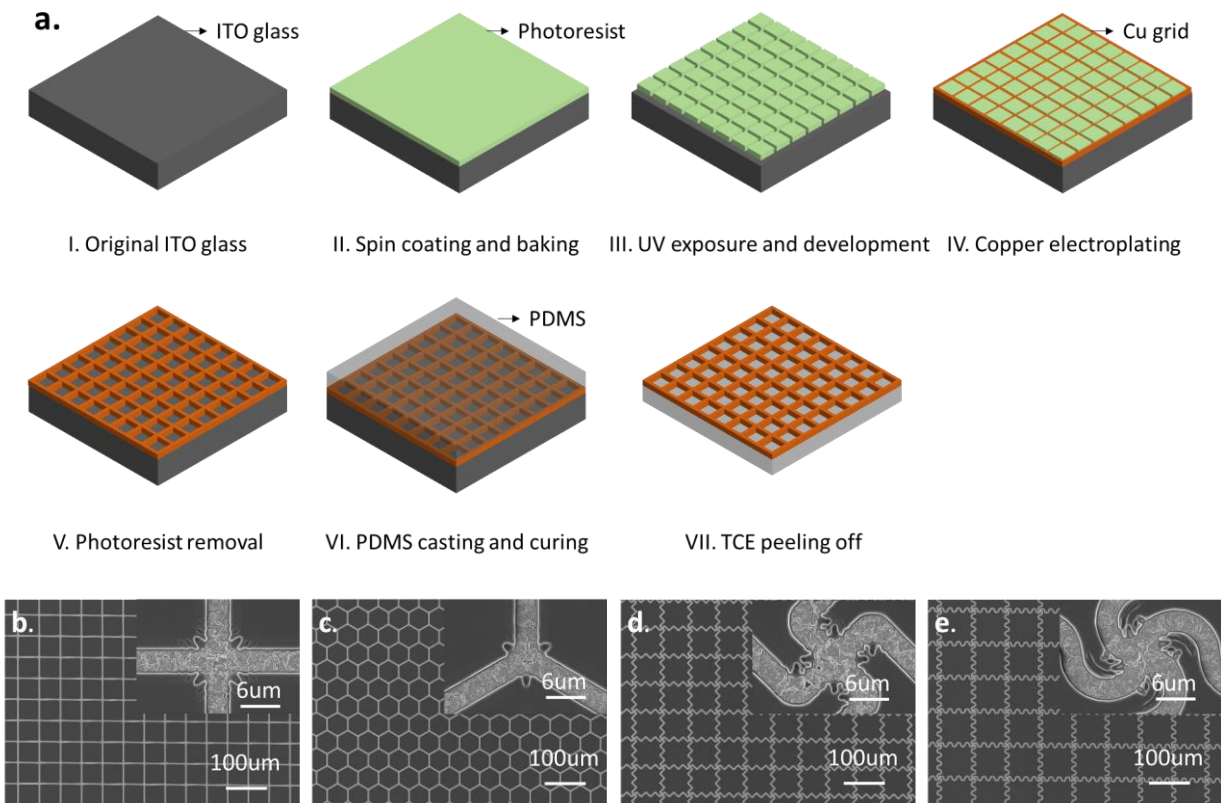 a.
ITO glass
Photoresist
Cu grid
I. Original ITO glass
II. Spin coating and baking
III. UV exposure and development
IV. Copper electroplating
PDMS
V. Photoresist removal
VI. PDMS casting and curing
VII. TCE peeling off
b.
6um
100um
c.
6um
100um
d.
6um
100um
e.
6um
100um